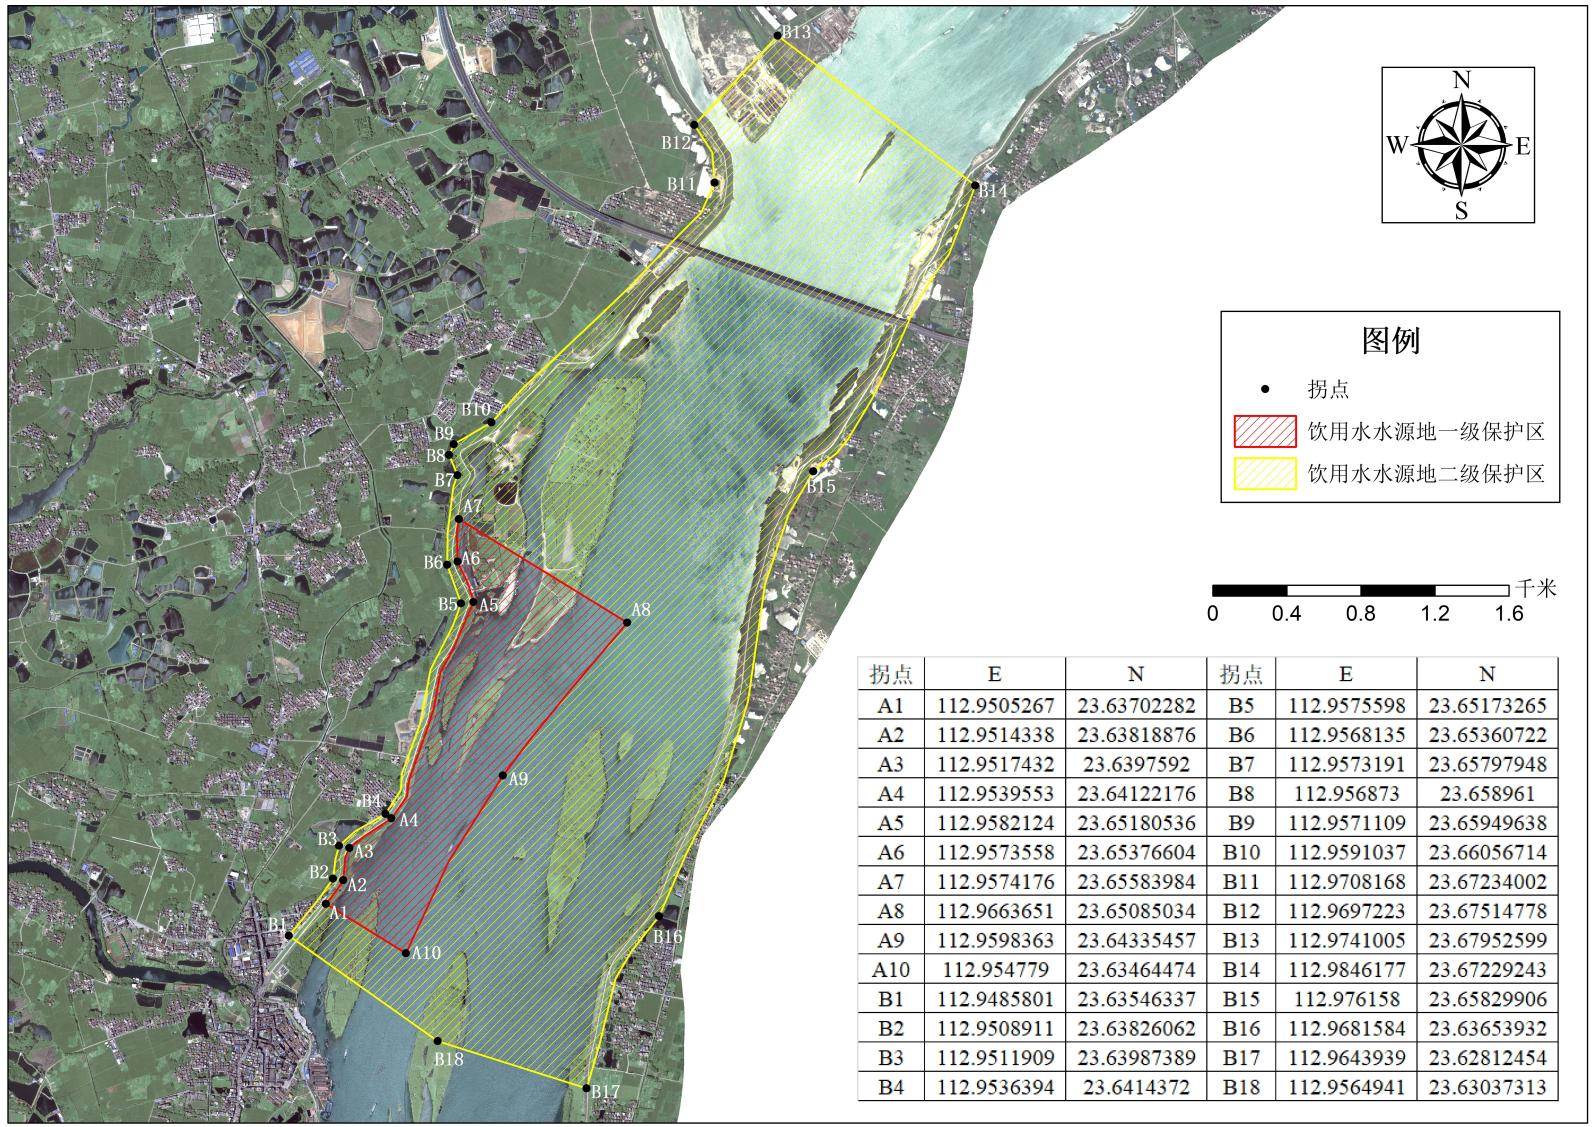 B13
B12
B11
B14
B10
B9
B8
B7
B15
A7
B6
A6
B5
A5
A8
A9
B4
A4
B3
A3
B2
A2
A1
B1
B16
A10
B18
B17
N
W
E
S
图例
拐点
饮用水水源地一级保护区
饮用水水源地二级保护区
千米
0 0.4 0.8 1.2 1.6
拐点 E N 拐点 E N
A1 112.9505267 23.63702282 B5 112.9575598 23.65173265
A2 112.9514338 23.63818876 B6 112.9568135 23.65360722
A3 112.9517432 23.6397592 B7 112.9573191 23.65797948
A4 112.9539553 23.64122176 B8 112.956873 23.658961
A5 112.9582124 23.65180536 B9 112.9571109 23.65949638
A6 112.9573558 23.65376604 B10 112.9591037 23.66056714
A7 112.9574176 23.65583984 B11 112.9708168 23.67234002
A8 112.9663651 23.65085034 B12 112.9697223 23.67514778
A9 112.9598363 23.64335457 B13 112.9741005 23.67952599
A10 112.954779 23.63464474 B14 112.9846177 23.67229243
B1 112.9485801 23.63546337 B15 112.976158 23.65829906
B2 112.9508911 23.63826062 B16 112.9681584 23.63653932
B3 112.9511909 23.63987389 B17 112.9643939 23.62812454
B4 112.9536394 23.6414372 B18 112.9564941 23.63037313